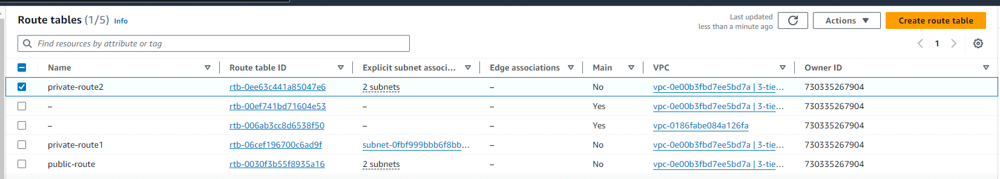 Route tables (1/5) Info
Last updated
less than a minute ago
Actions
Create route table
Find resources by attribute or tag
1
Name Route table ID Explicit subnet associ... Edge associations Main VPC Owner ID
private-route2 rtb-0ee63c441a85047e6 2 subnets – No vpc-0e00b3fbd7ee5bd7a | 3-tie... 730335267904
– rtb-00ef741bd71604e53 – – Yes vpc-0e00b3fbd7ee5bd7a | 3-tie... 730335267904
– rtb-006ab3cc8d6538f50 – – Yes vpc-0186fabe084a126fa 730335267904
private-route1 rtb-06cef196700c6ad9f subnet-0fbf999bbb6f8bb... – No vpc-0e00b3fbd7ee5bd7a | 3-tie... 730335267904
public-route rtb-0030f3b55f8935a16 2 subnets – No vpc-0e00b3fbd7ee5bd7a | 3-tie... 730335267904